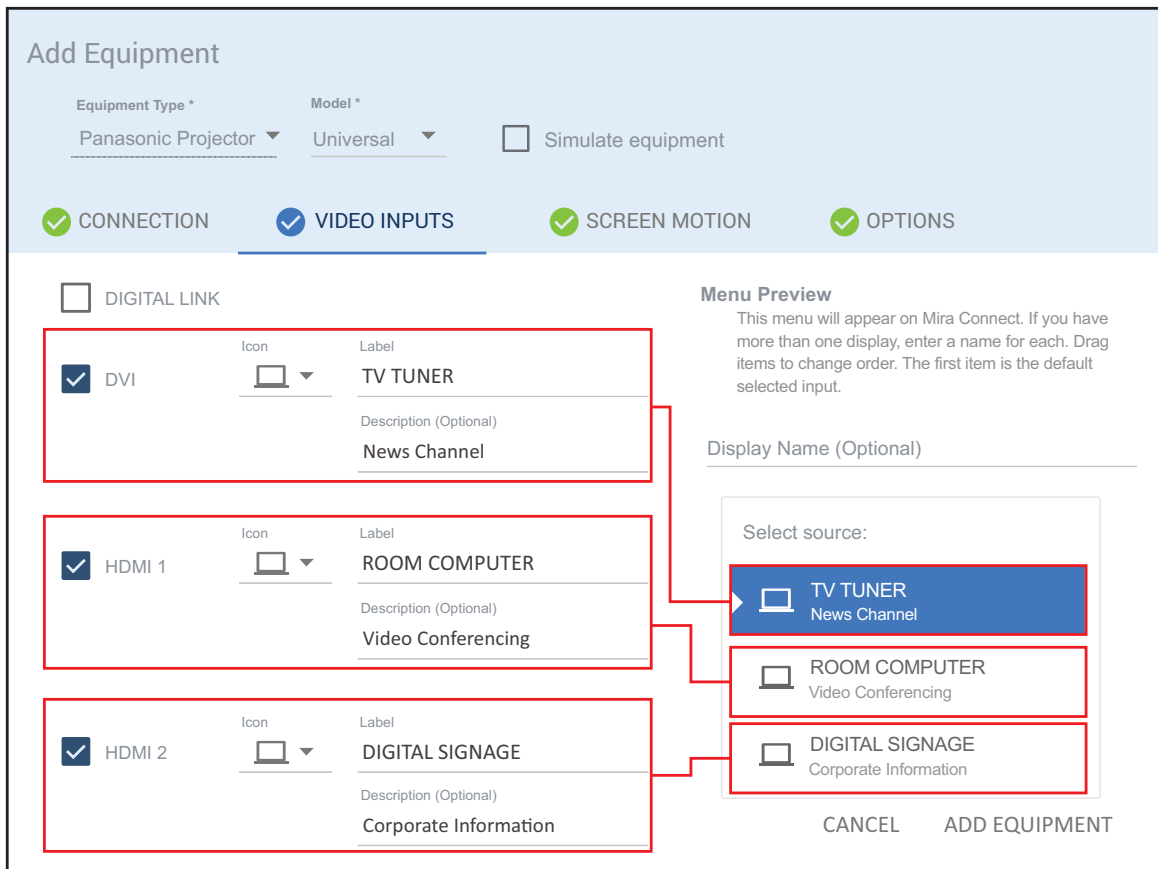 Add Equipment
Equipment Type *
Model *
Panasonic Projector
Universal
Simulate equipment
CONNECTION
VIDEO INPUTS
SCREEN MOTION
OPTIONS
DIGITAL LINK
DVI
Icon
Label
TV TUNER
Description (Optional)
News Channel
HDMI 1
Icon
Label
ROOM COMPUTER
Description (Optional)
Video Conferencing
HDMI 2
Icon
Label
DIGITAL SIGNAGE
Description (Optional)
Corporate Information
Menu Preview
This menu will appear on Mira Connect. If you have
more than one display, enter a name for each. Drag
items to change order. The first item is the default
selected input.
Display Name (Optional)
Select source:
TV TUNER
News Channel
ROOM COMPUTER
Video Conferencing
DIGITAL SIGNAGE
Corporate Information
CANCEL
ADD EQUIPMENT